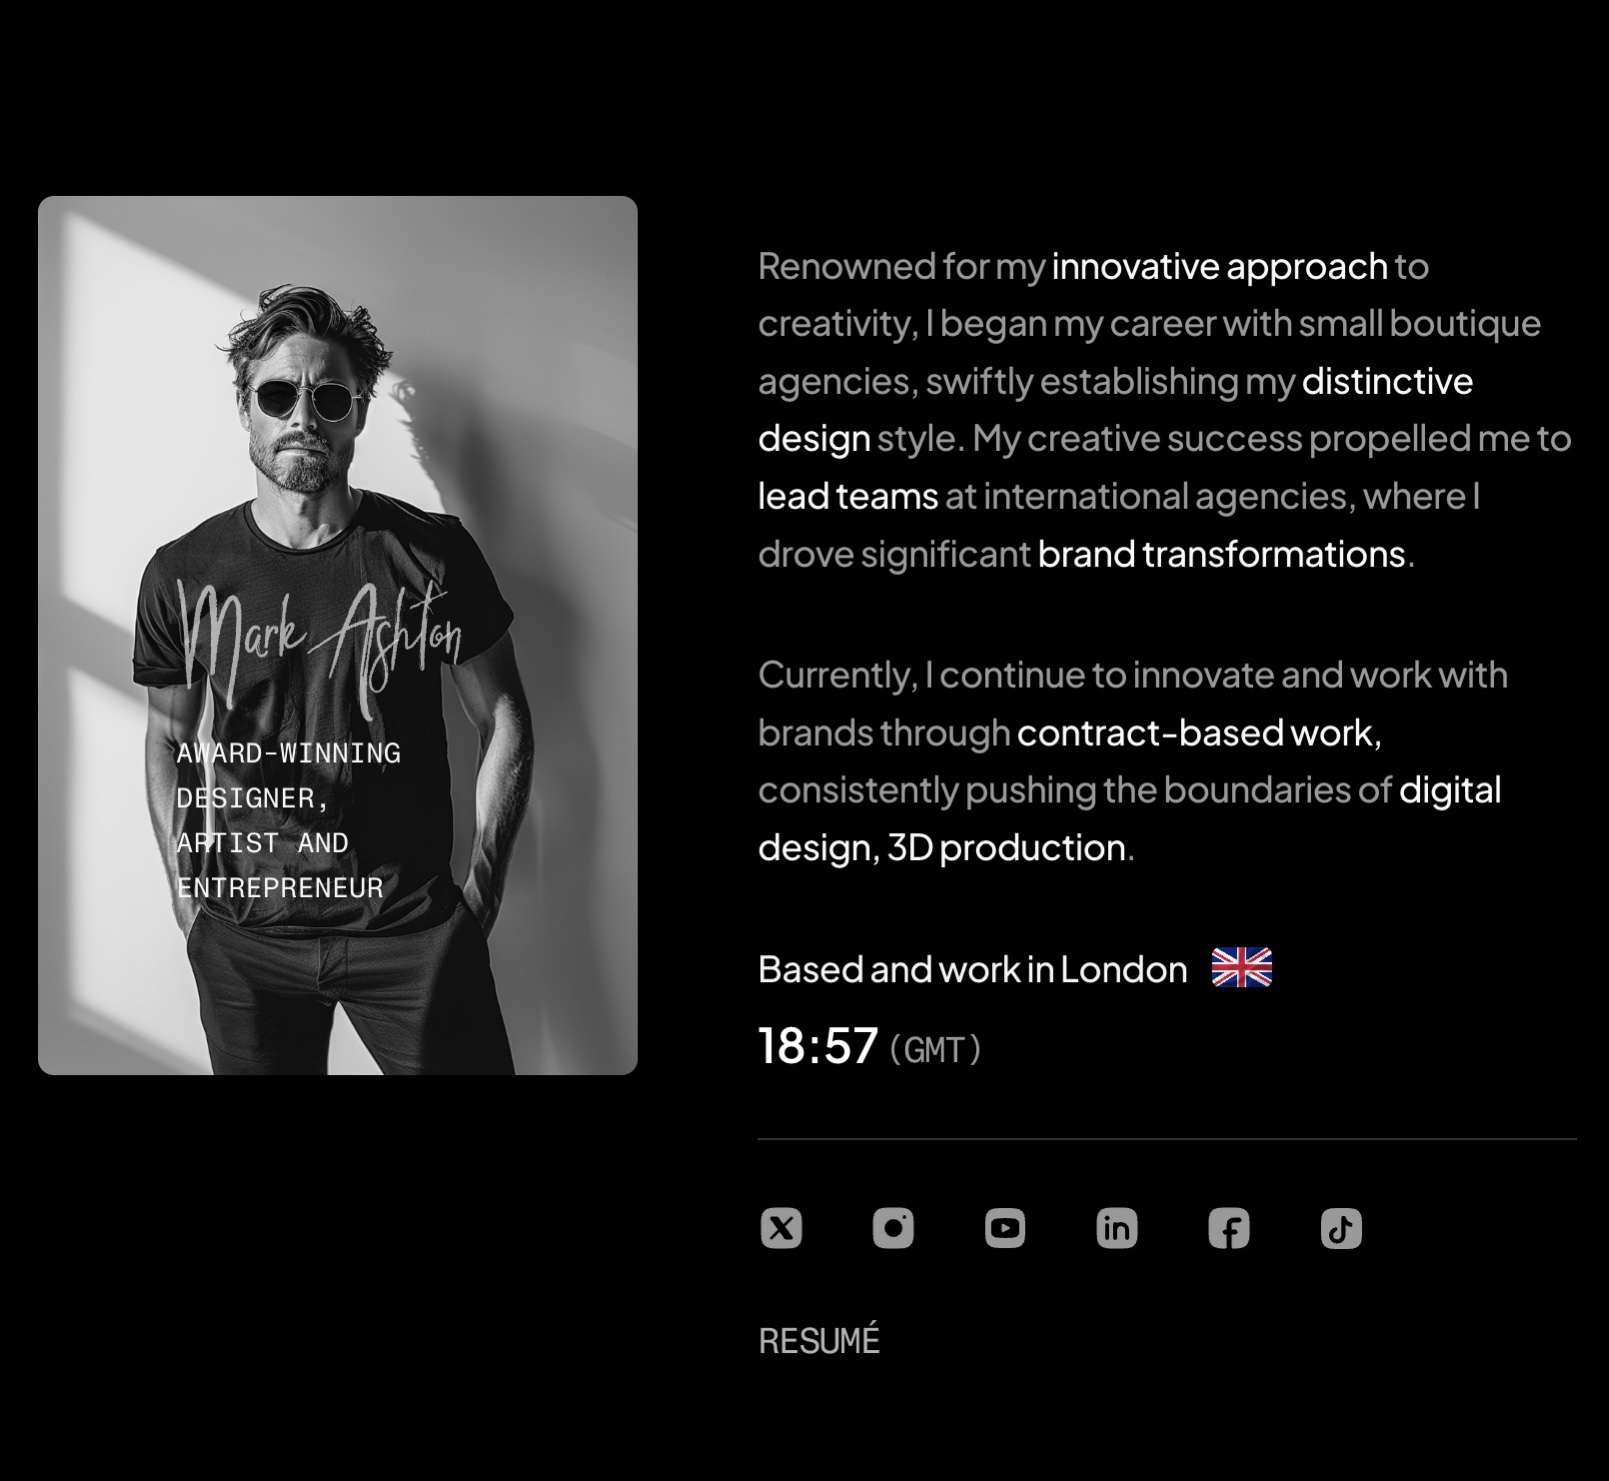 Mark Ashton
AWARD-WINNING
DESIGNER,
ARTIST AND
ENTREPRENEUR
Renowned for my innovative approach to
creativity, I began my career with small boutique
agencies, swiftly establishing my distinctive
design style. My creative success propelled me to
lead teams at international agencies, where I
drove significant brand transformations.
Currently, I continue to innovate and work with
brands through contract-based work,
consistently pushing the boundaries of digital
design, 3D production.
Based and work in London
18:57 (GMT)
RESUMÉ